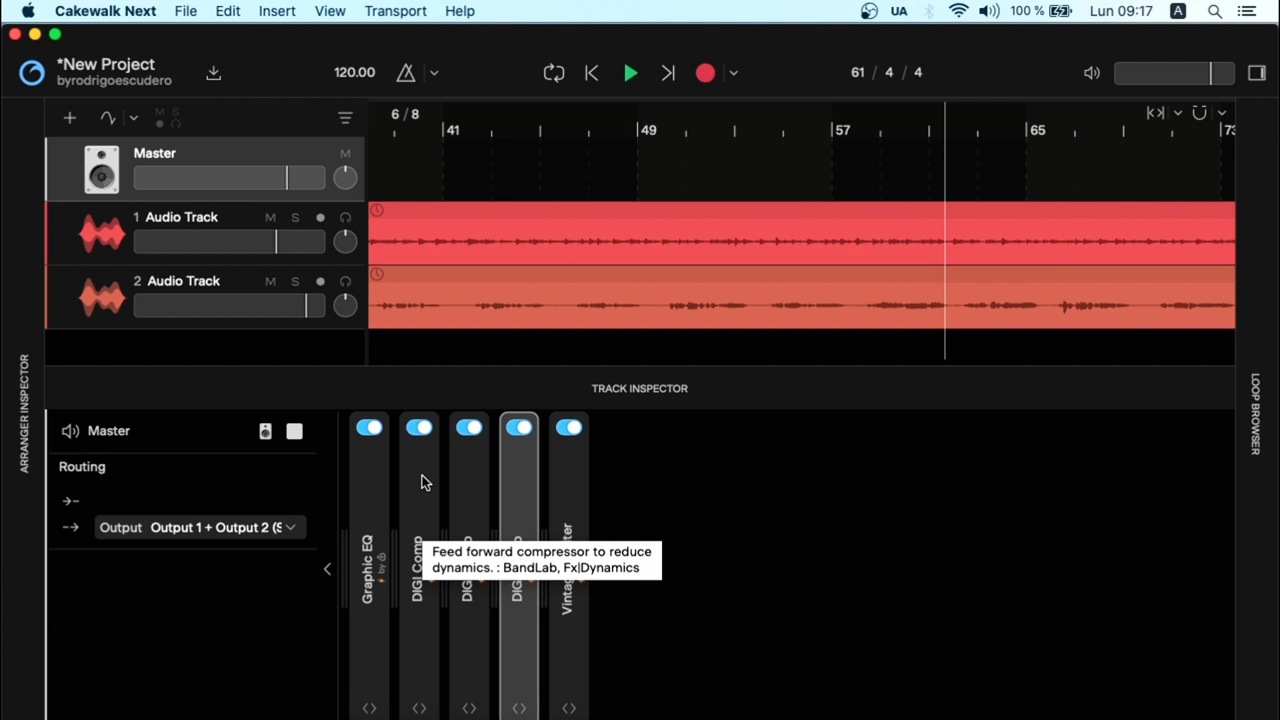 Cakewalk Next File Edit Insert View Transport Help UA 100 % Lun 09:17 A
*New Project
byrodrigoescudero
120.00
61 / 4 / 4
M S
6 / 8
41 49 57 65 73
Master M
1 Audio Track M S
2 Audio Track M S
ARRANGER INSPECTOR
TRACK INSPECTOR
LOOP BROWSER
Master
Routing
Output Output 1 + Output 2 (S
Graphic EQ by
DIGI Comp
Feed forward compressor to reduce
dynamics. : BandLab, Fx|Dynamics